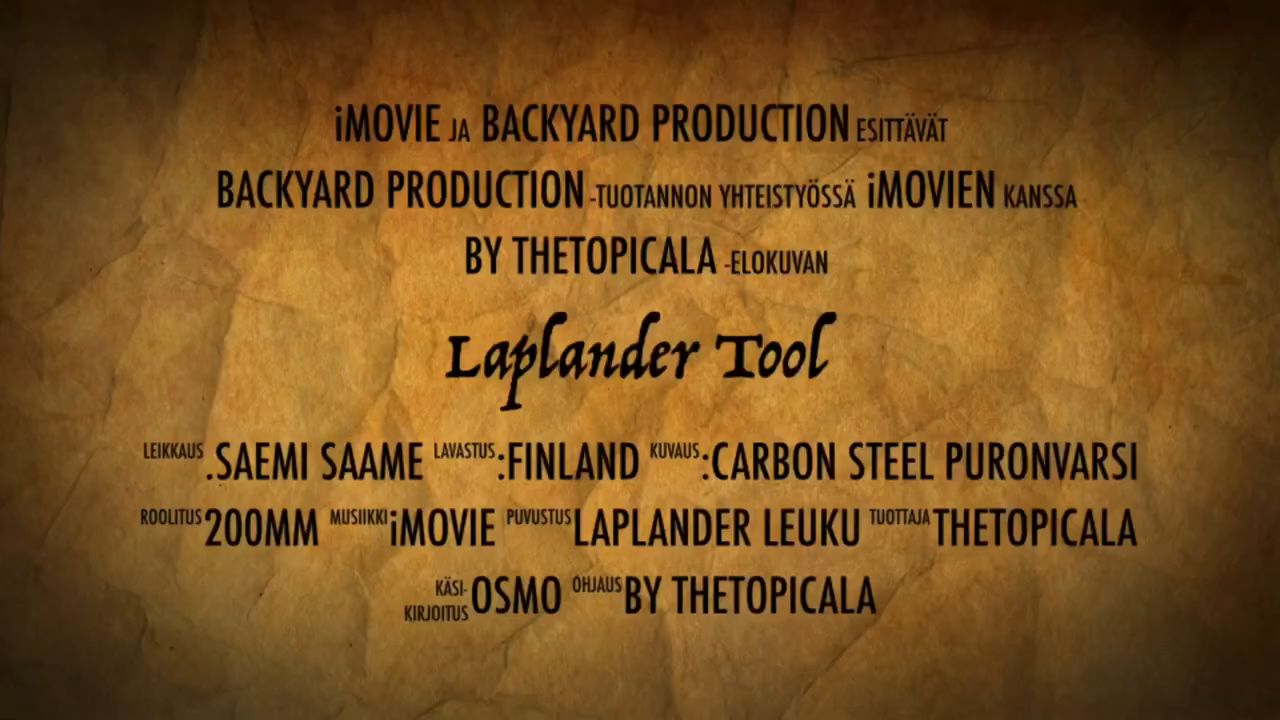 iMOVIE JA BACKYARD PRODUCTION ESITTÄVÄT
BACKYARD PRODUCTION -TUOTANNON YHTEISTYÖSSÄ iMOVIEN KANSSA
BY THETOPICALA -ELOKUVAN
Laplander Tool
LEIKKAUS .SAEMI SAAME LAVASTUS :FINLAND KUVAUS :CARBON STEEL PURONVARSI
ROOLITUS 200MM MUSIIKKI iMOVIE PUVUSTUS LAPLANDER LEUKU TUOTTAJA THETOPICALA
KÄSI-KIRJOITUS OSMO OHJAUS BY THETOPICALA